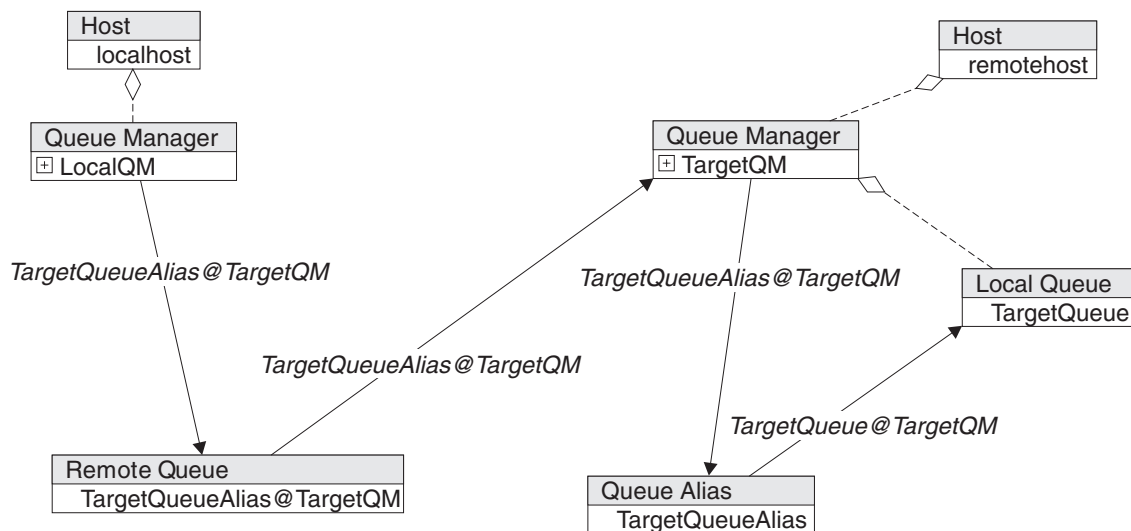 Host
localhost
Host
remotehost
Queue Manager
LocalQM
Queue Manager
TargetQM
TargetQueueAlias@TargetQM
TargetQueueAlias@TargetQM
Local Queue
TargetQueue
TargetQueueAlias@TargetQM
TargetQueue@TargetQM
Remote Queue
TargetQueueAlias@TargetQM
Queue Alias
TargetQueueAlias